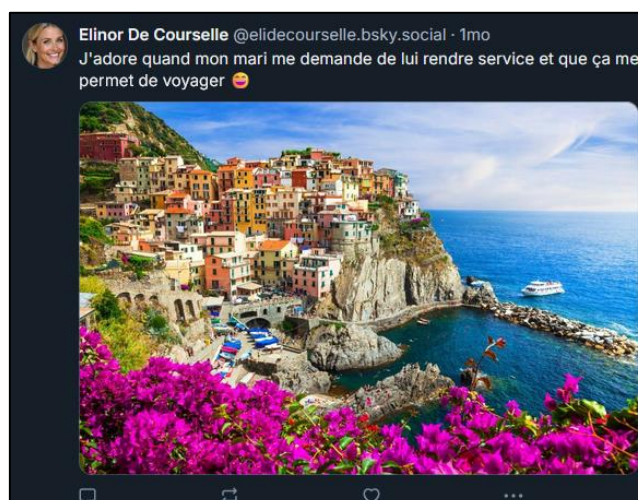 Elinor De Courselle @elidecourselle.bsky.social · 1mo
J'adore quand mon mari me demande de lui rendre service et que ça me
permet de voyager 😄